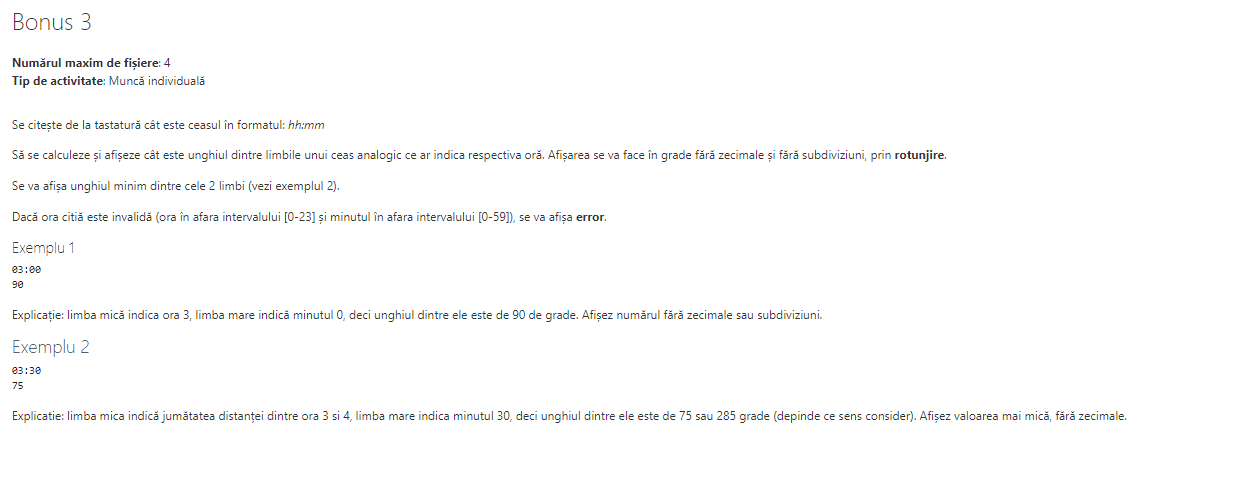 Bonus 3
Numărul maxim de fișiere: 4
Tip de activitate: Muncă individuală
Se citește de la tastatură cât este ceasul în formatul: hh:mm
Să se calculeze și afișeze cât este unghiul dintre limbile unui ceas analogic ce ar indica respectiva oră. Afișarea se va face în grade fără zecimale și fără subdiviziuni, prin rotunjire.
Se va afișa unghiul minim dintre cele 2 limbi (vezi exemplul 2).
Dacă ora citiă este invalidă (ora în afara intervalului [0-23] și minutul în afara intervalului [0-59]), se va afișa error.
Exemplu 1
03:00
90
Explicație: limba mică indica ora 3, limba mare indică minutul 0, deci unghiul dintre ele este de 90 de grade. Afișez numărul fără zecimale sau subdiviziuni.
Exemplu 2
03:30
75
Explicatie: limba mica indică jumătatea distanței dintre ora 3 si 4, limba mare indica minutul 30, deci unghiul dintre ele este de 75 sau 285 grade (depinde ce sens consider). Afișez valoarea mai mică, fără zecimale.